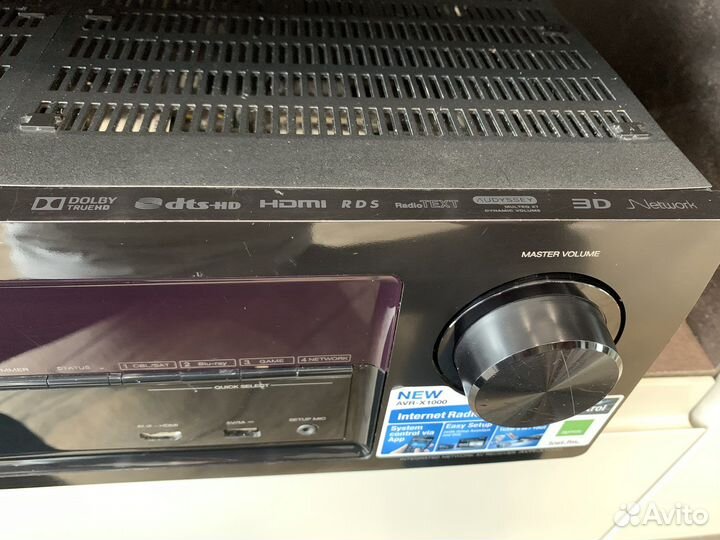 DOLBY TRUEHD dts-HD HDMI RDS RadioTEXT AUDYSSEY MULTEQ XT DYNAMIC VOLUME 3D Network
MASTER VOLUME
STATUS 1 CBL/SAT 2 Blu-ray 3 GAME 4 NETWORK
QUICK SELECT
SETUP MIC
NEW
AVR-X1000
Internet Radio
System control via App
Easy Setup
Avito